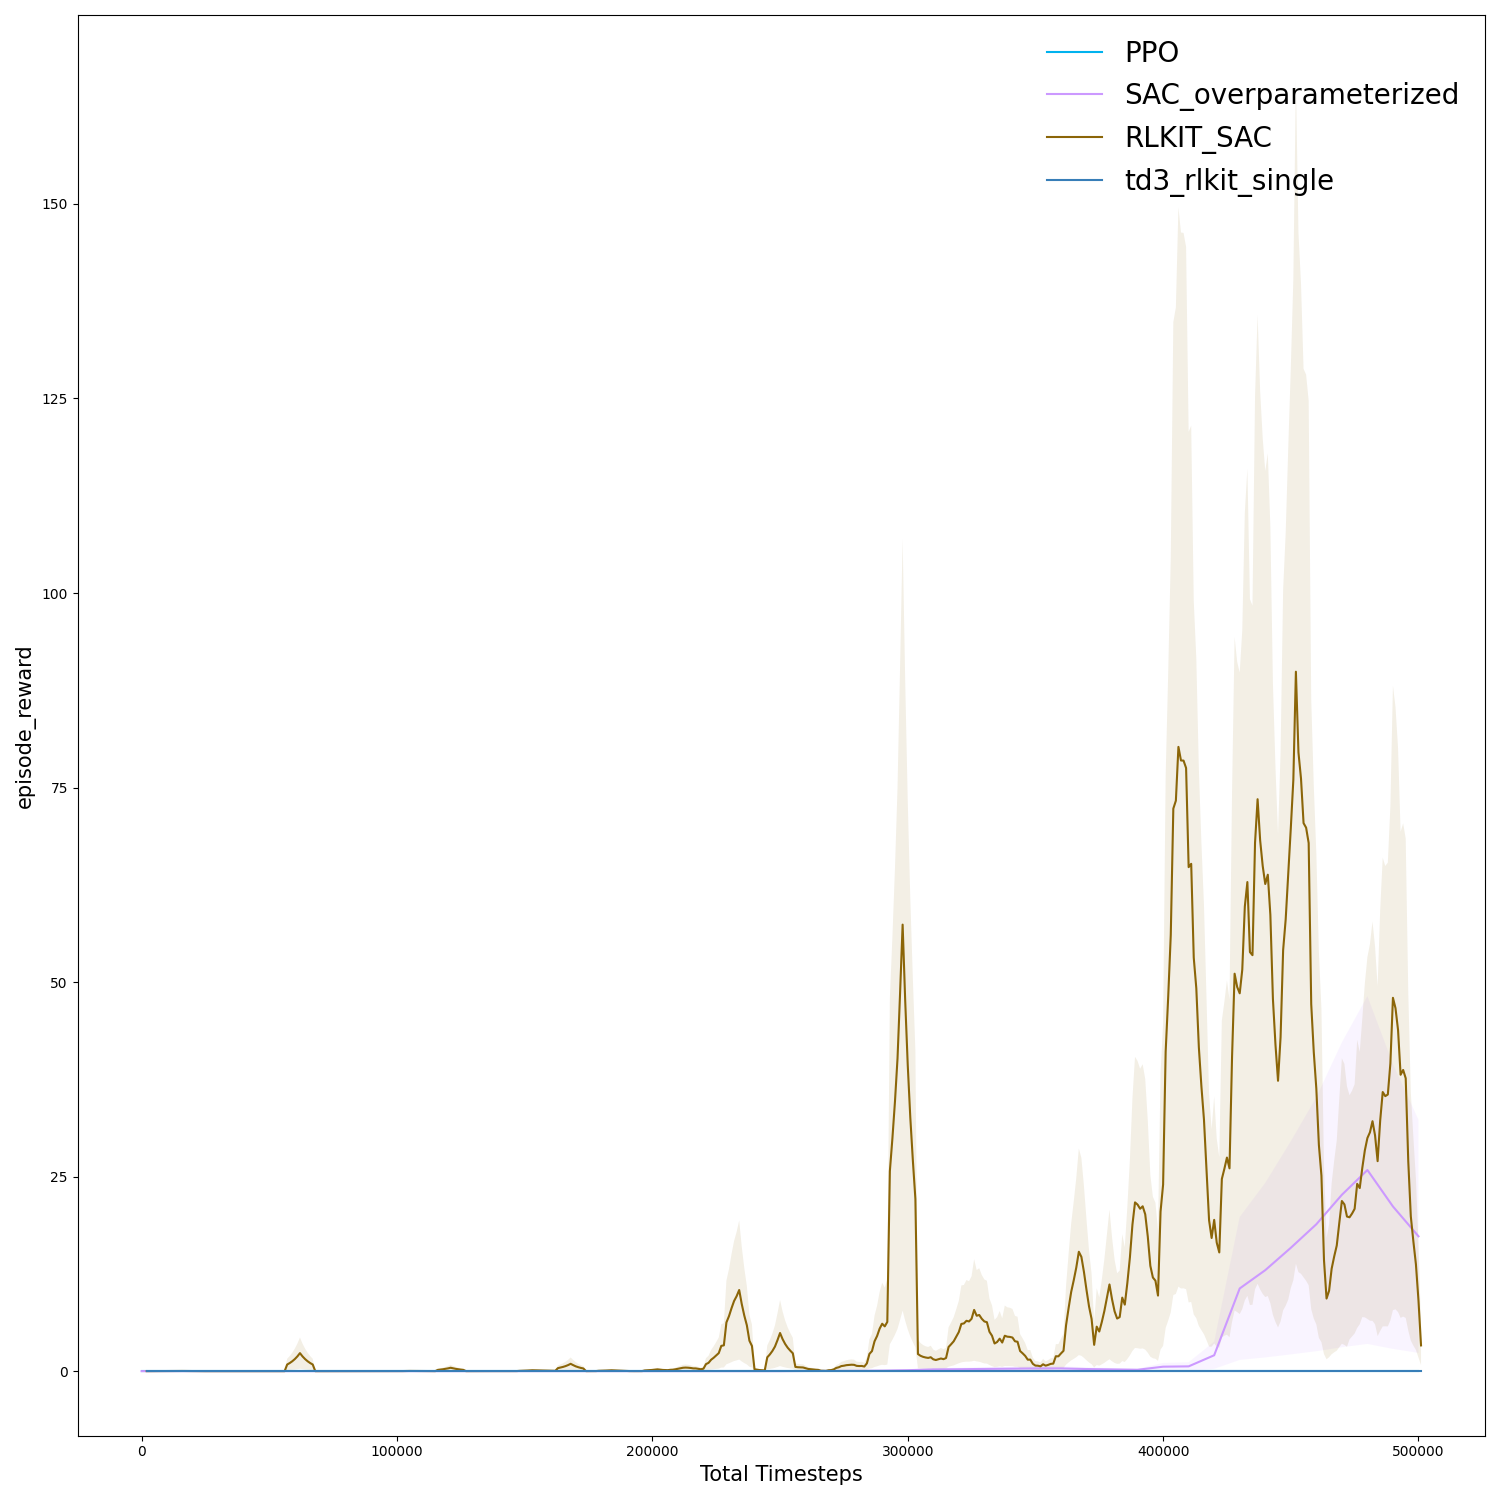 PPO
SAC_overparameterized
RLKIT_SAC
td3_rlkit_single
150
125
100
75
50
25
0
episode_reward
0 100000 200000 300000 400000 500000
Total Timesteps